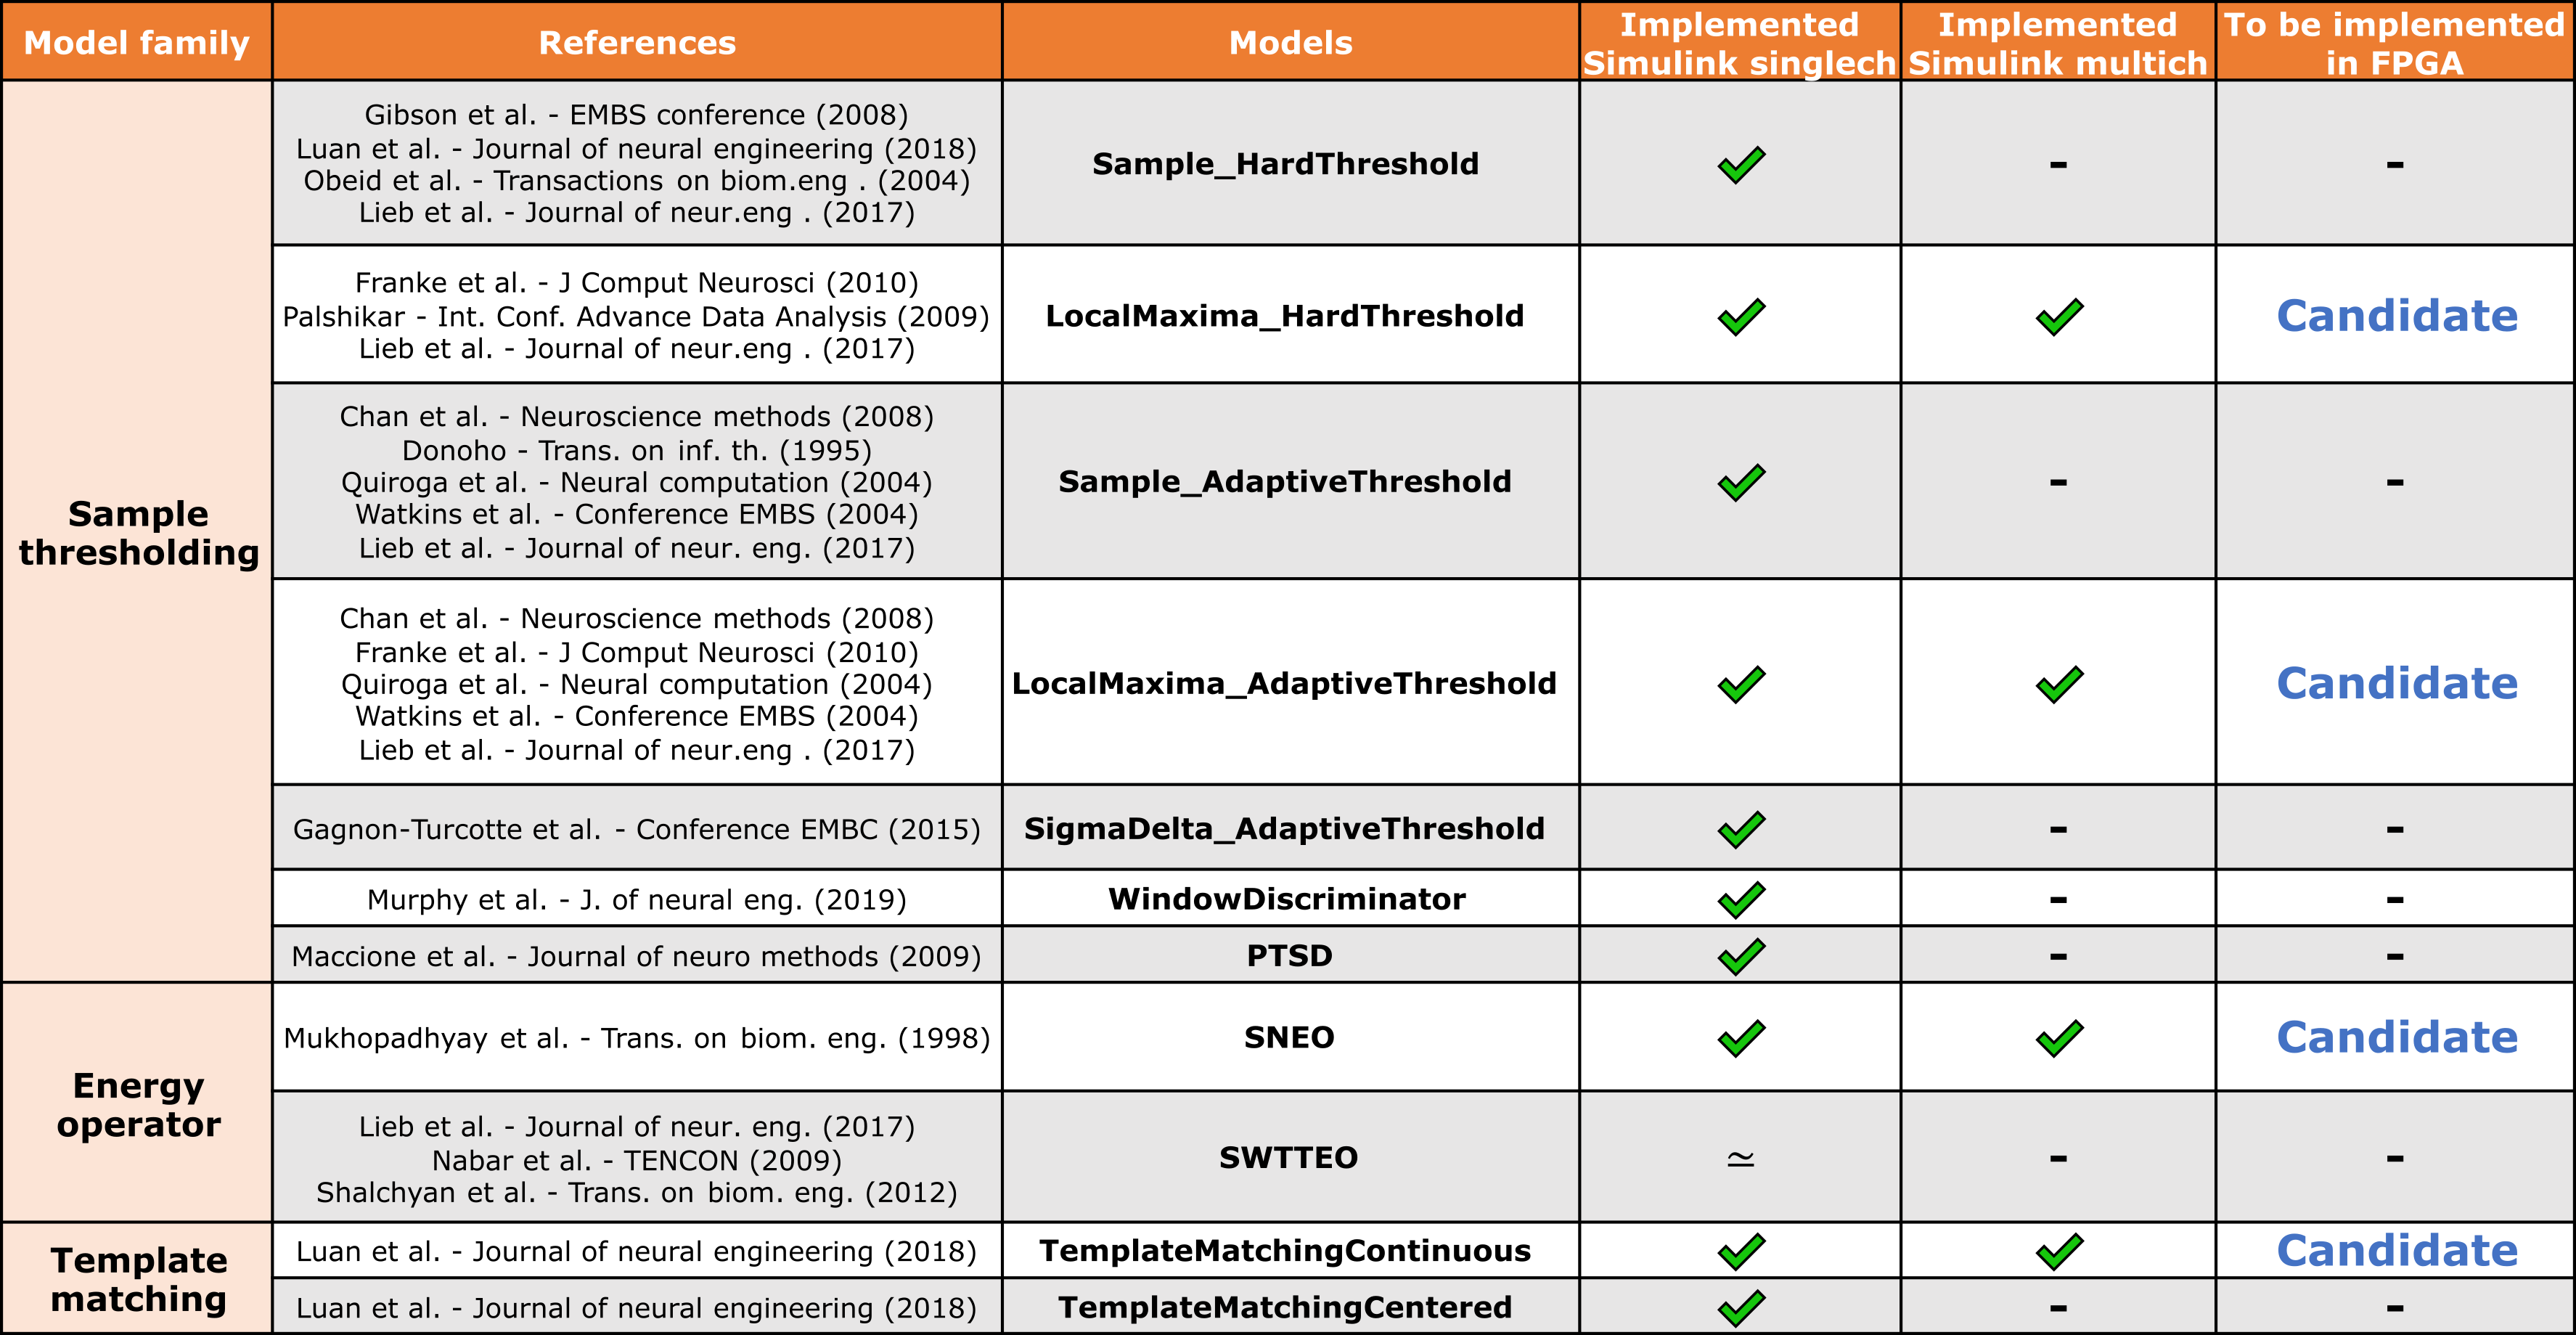 Model family
References
Models
Implemented
Simulink singlech
Implemented
Simulink multich
To be implemented
in FPGA
Sample
thresholding
Gibson et al. - EMBS conference (2008)
Luan et al. - Journal of neural engineering (2018)
Obeid et al. - Transactions on biom.eg . (2004)
Lieb et al. - Journal of neur.eng . (2017)
Sample_HardThreshold
-
-
Franke et al. - J Comput Neurosci (2010)
Palshikar - Int. Conf. Advance Data Analysis (2009)
Lieb et al. - Journal of neur.eng . (2017)
LocalMaxima_HardThreshold
Candidate
Chan et al. - Neuroscience methods (2008)
Donoho - Trans. on inf. th. (1995)
Quiroga et al. - Neural computation (2004)
Watkins et al. - Conference EMBS (2004)
Lieb et al. - Journal of neur. eng. (2017)
Sample_AdaptiveThreshold
-
-
Chan et al. - Neuroscience methods (2008)
Franke et al. - J Comput Neurosci (2010)
Quiroga et al. - Neural computation (2004)
Watkins et al. - Conference EMBS (2004)
Lieb et al. - Journal of neur.eng . (2017)
LocalMaxima_AdaptiveThreshold
Candidate
Gagnon-Turcotte et al. - Conference EMBC (2015)
SigmaDelta_AdaptiveThreshold
-
-
Murphy et al. - J. of neural eng. (2019)
WindowDiscriminator
-
-
Maccione et al. - Journal of neuro methods (2009)
PTSD
-
-
Energy
operator
Mukhopadhyay et al. - Trans. on biom. eng. (1998)
SNEO
Candidate
Lieb et al. - Journal of neur. eng. (2017)
Nabar et al. - TENCON (2009)
Shalchyan et al. - Trans. on biom. eng. (2012)
SWTTEO
≃
-
-
Template
matching
Luan et al. - Journal of neural engineering (2018)
TemplateMatchingContinuous
Candidate
Luan et al. - Journal of neural engineering (2018)
TemplateMatchingCentered
-
-